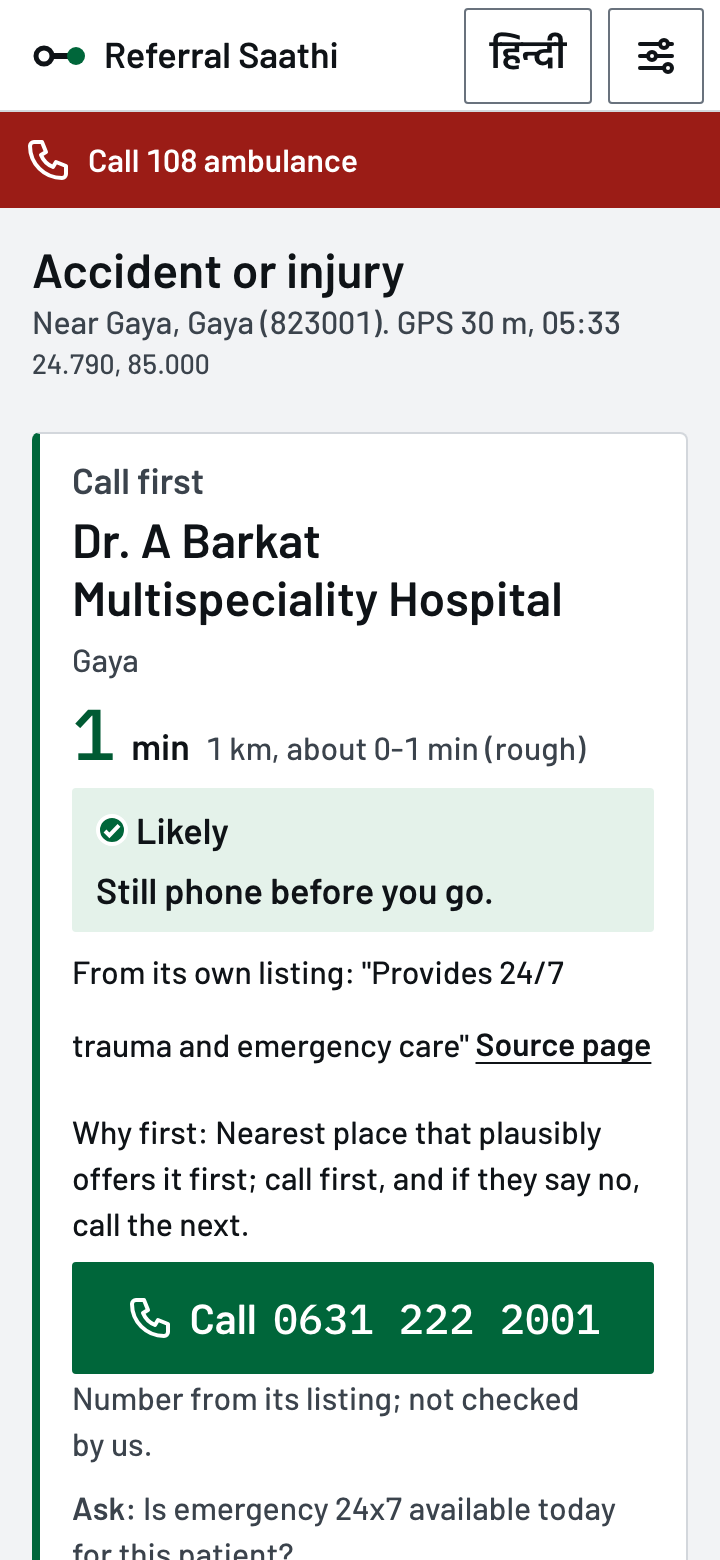 Referral Saathi
हिन्दी
Call 108 ambulance
Accident or injury
Near Gaya, Gaya (823001). GPS 30 m, 05:33
24.790, 85.000
Call first
Dr. A Barkat
Multispeciality Hospital
Gaya
1 min 1 km, about 0-1 min (rough)
Likely
Still phone before you go.
From its own listing: "Provides 24/7
trauma and emergency care" Source page
Why first: Nearest place that plausibly
offers it first; call first, and if they say no,
call the next.
Call 0631 222 2001
Number from its listing; not checked
by us.
Ask: Is emergency 24x7 available today
for this patient?